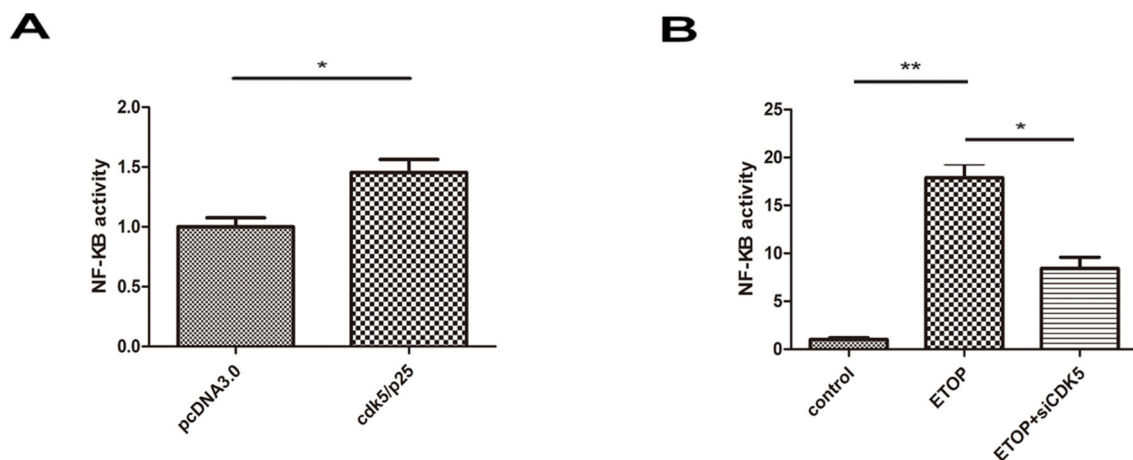 A
*
NF-KB activity
2.0
1.5
1.0
0.5
0.0
pcDNA3.0
cdk5/p25
B
**
*
NF-KB activity
25
20
15
10
5
0
control
ETOP
ETOP+siCDK5